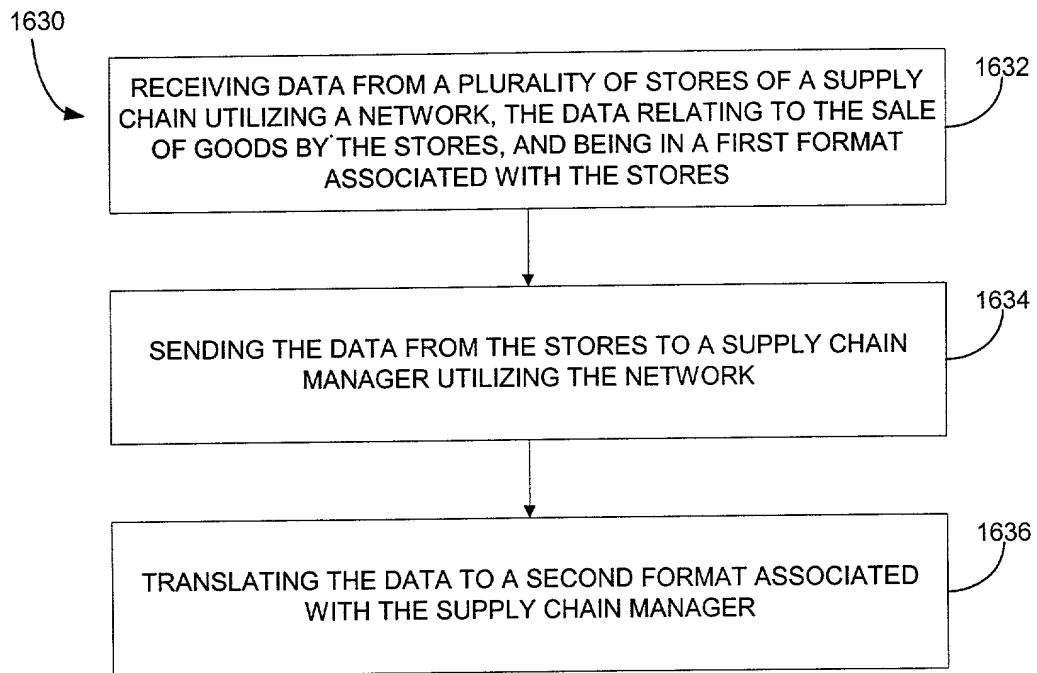 1630
1632
RECEIVING DATA FROM A PLURALITY OF STORES OF A SUPPLY
CHAIN UTILIZING A NETWORK, THE DATA RELATING TO THE SALE
OF GOODS BY THE STORES, AND BEING IN A FIRST FORMAT
ASSOCIATED WITH THE STORES
1634
SENDING THE DATA FROM THE STORES TO A SUPPLY CHAIN
MANAGER UTILIZING THE NETWORK
1636
TRANSLATING THE DATA TO A SECOND FORMAT ASSOCIATED
WITH THE SUPPLY CHAIN MANAGER